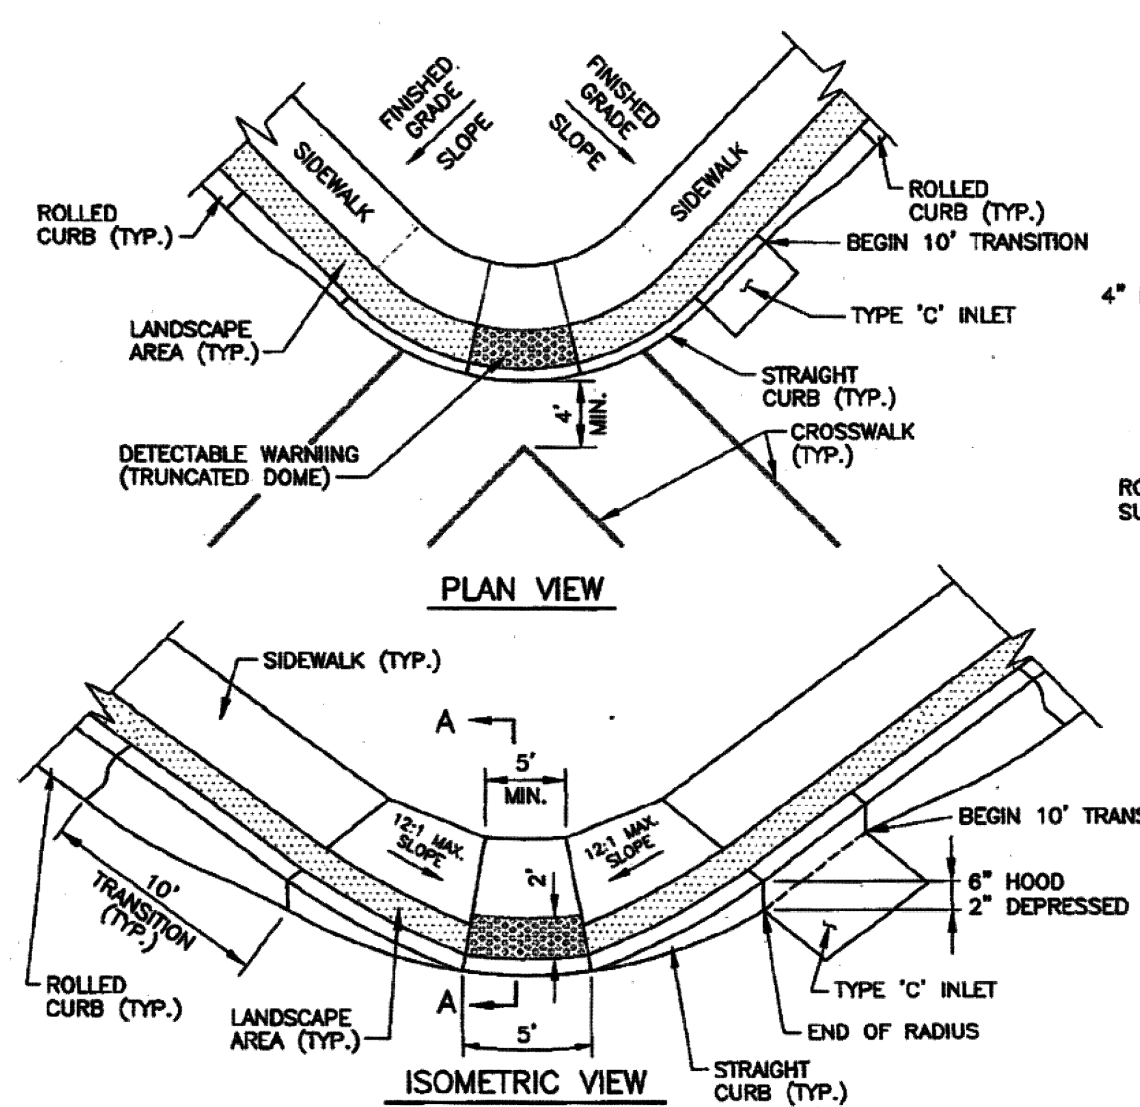 FINISHED
GRADE
SLOPE
FINISHED
GRADE
SLOPE
SIDEWALK
SIDEWALK
ROLLED
CURB (TYP.)
ROLLED
CURB (TYP.)
BEGIN 10' TRANSITION
4"
TYPE 'C' INLET
LANDSCAPE
AREA (TYP.)
STRAIGHT
CURB (TYP.)
4'
MIN.
CROSSWALK
(TYP.)
DETECTABLE WARNIING
(TRUNCATED DOME)
RO
SU
PLAN VIEW
SIDEWALK (TYP.)
A
5'
MIN.
12:1 MAX.
SLOPE
12:1 MAX.
SLOPE
BEGIN 10' TRANS
2'
6" HOOD
2" DEPRESSED
10'
TRANSITION
(TYP.)
ROLLED
CURB (TYP.)
TYPE 'C' INLET
A
LANDSCAPE
AREA (TYP.)
5'
END OF RADIUS
STRAIGHT
CURB (TYP.)
ISOMETRIC VIEW